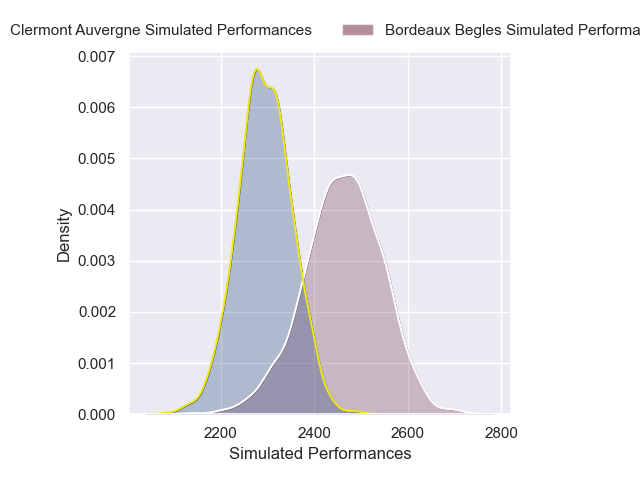 Clermont Auvergne Simulated Performances
Bordeaux Begles Simulated Performa
0.007
0.006
0.005
0.004
0.003
0.002
0.001
0.000
Density
2200 2400 2600 2800
Simulated Performances